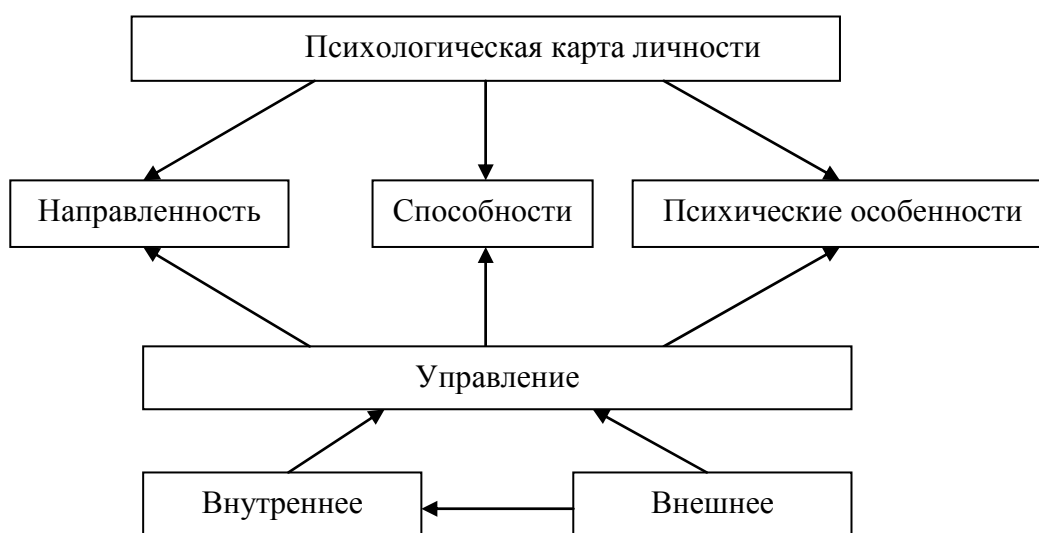 Психологическая карта личности
Направленность
Способности
Психические особенности
Управление
Внутреннее
Внешнее